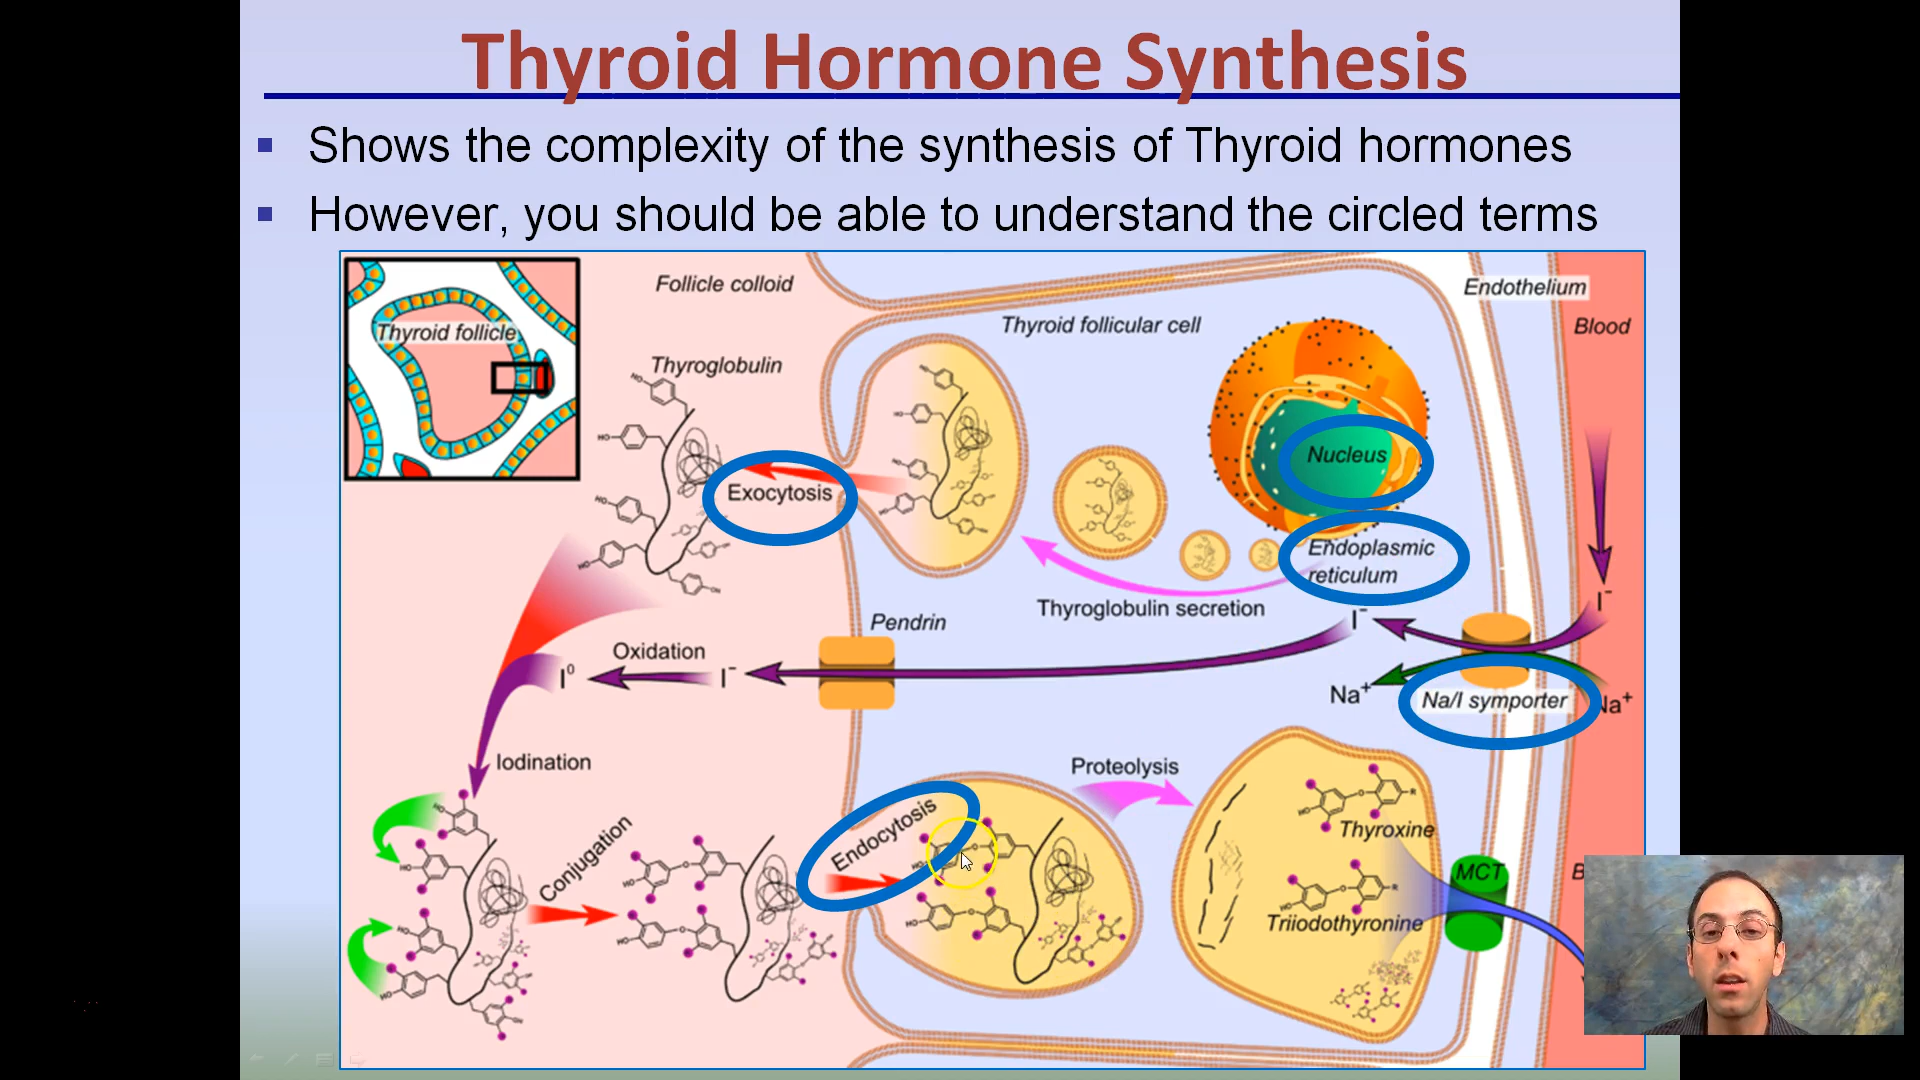 Thyroid Hormone Synthesis
Shows the complexity of the synthesis of Thyroid hormones
However, you should be able to understand the circled terms
Follicle colloid
Endothelium
Thyroid follicle
Thyroid follicular cell
Blood
Thyroglobulin
Nucleus
Exocytosis
Endoplasmic
reticulum
Thyroglobulin secretion
I⁻
I⁻
Pendrin
Oxidation
I⁰
I⁻
Na⁺
Na/I symporter
Na⁺
Iodination
Proteolysis
Endocytosis
Conjugation
Thyroxine
MCT
Triiodothyronine